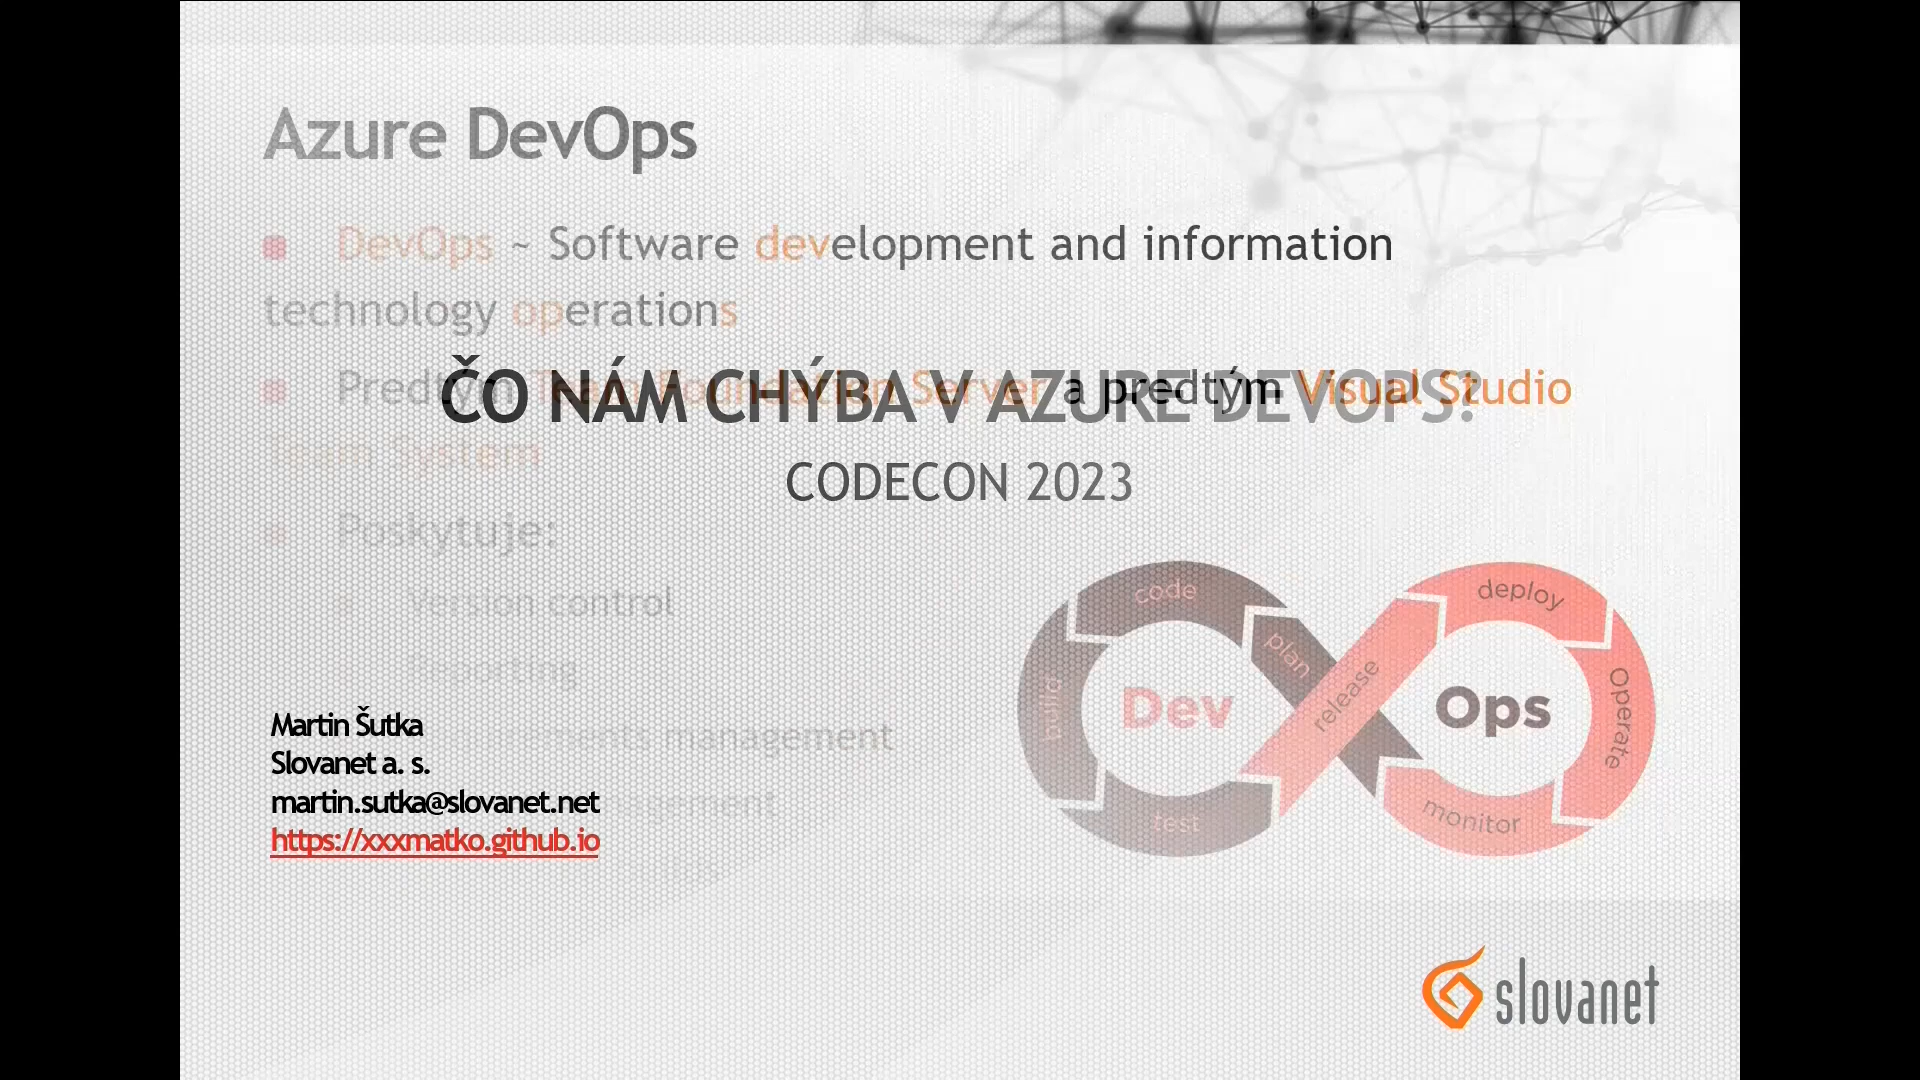 Azure DevOps
DevOps ~ Software development and information
technology operations
Predtým Team Foundation Server a predtým Visual Studio
Team System
ČO NÁM CHÝBA V AZURE DEVOPS?
CODECON 2023
Poskytuje:
Version control
Reporting
management
Martin Šutka
Slovanet a. s.
martin.sutka@slovanet.net
https://xxxmatko.github.io
code
plan
build
test
Dev
release
deploy
Operate
monitor
Ops
slovanet